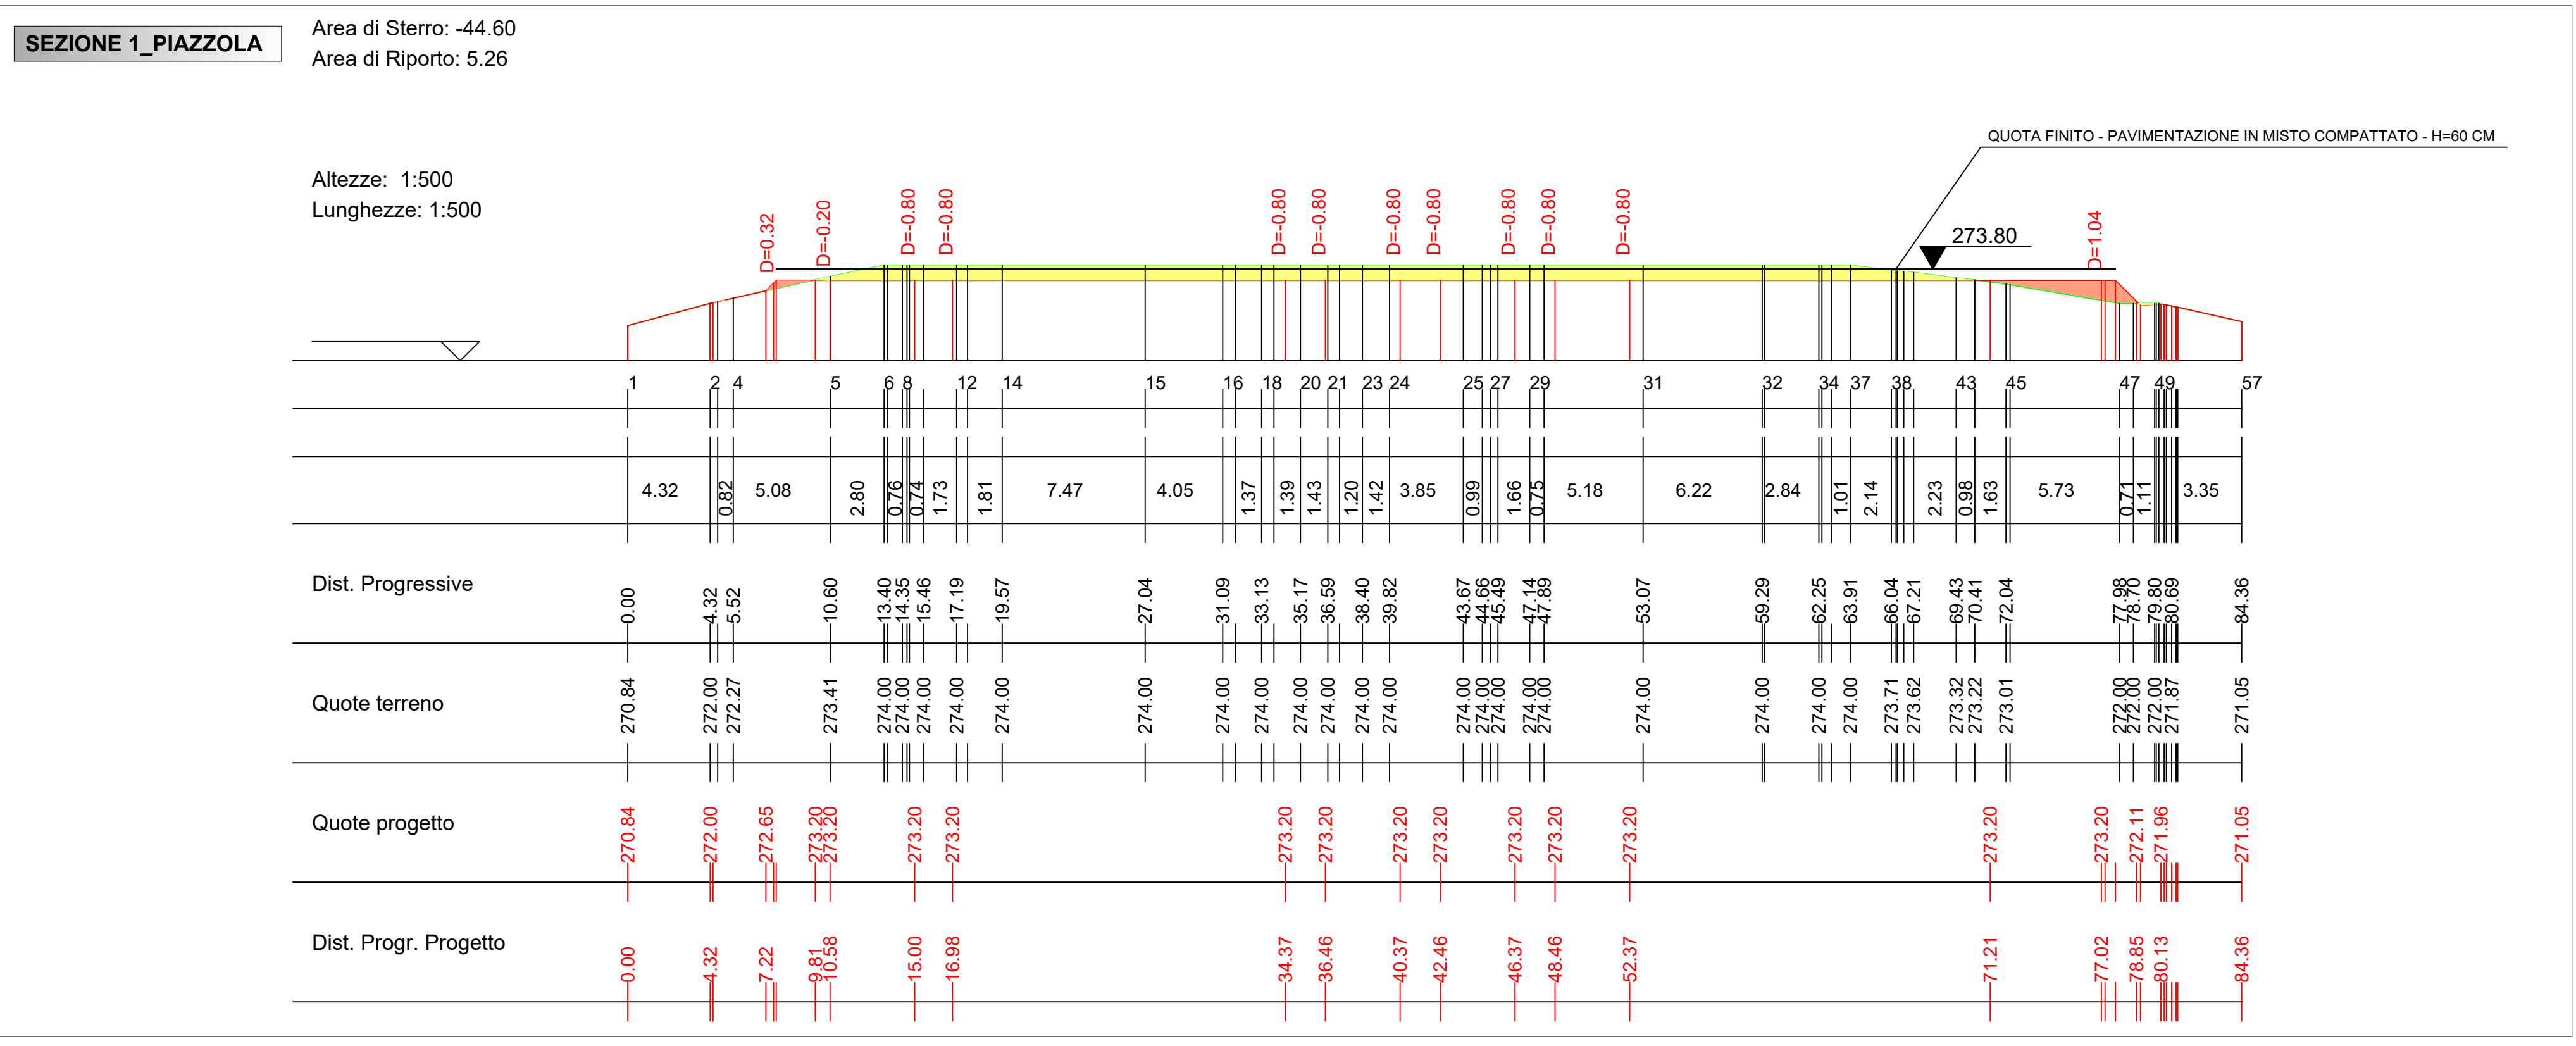 SEZIONE 1_PIAZZOLA
Area di Sterro: -44.60
Area di Riporto: 5.26
QUOTA FINITO - PAVIMENTAZIONE IN MISTO COMPATTATO - H=60 CM
Altezze: 1:500
Lunghezze: 1:500
D=0.32 D=-0.20 D=-0.80 D=-0.80 D=-0.80 D=-0.80 D=-0.80 D=-0.80 D=-0.80 D=-0.80 D=-0.80 D=1.04
273.80
1 2 4 5 6 8 12 14 15 16 18 20 21 23 24 25 27 29 31 32 34 37 38 43 45 47 49 57
4.32 0.82 5.08 2.80 0.76 0.74 1.73 1.81 7.47 4.05 1.37 1.39 1.43 1.20 1.42 3.85 0.99 1.66 0.75 5.18 6.22 2.84 1.01 2.14 2.23 0.98 1.63 5.73 0.71 1.11 3.35
Dist. Progressive 0.00 4.32 5.52 10.60 13.40 14.35 15.46 17.19 19.57 27.04 31.09 33.13 35.17 36.59 38.40 39.82 43.67 44.66 45.49 47.14 47.89 53.07 59.29 62.25 63.91 66.04 67.21 69.43 70.41 72.04 77.98 78.70 79.80 80.69 84.36
Quote terreno 270.84 272.00 272.27 273.41 274.00 274.00 274.00 274.00 274.00 274.00 274.00 274.00 274.00 274.00 274.00 274.00 274.00 274.00 274.00 274.00 274.00 274.00 274.00 274.00 274.00 273.71 273.62 273.32 273.22 273.01 272.00 272.00 272.00 271.87 271.05
Quote progetto 270.84 272.00 272.65 273.20 273.20 273.20 273.20 273.20 273.20 273.20 273.20 273.20 273.20 273.20 273.20 273.20 272.11 271.96 271.05
Dist. Progr. Progetto 0.00 4.32 7.22 9.81 10.58 15.00 16.98 34.37 36.46 40.37 42.46 46.37 48.46 52.37 71.21 77.02 78.85 80.13 84.36